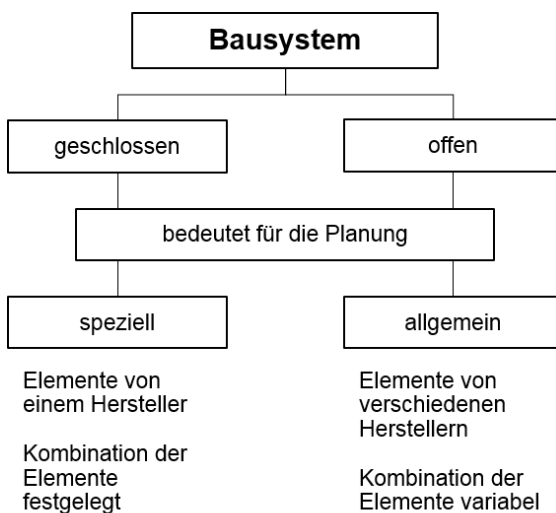 Bausystem
geschlossen
offen
bedeutet für die Planung
speziell
allgemein
Elemente von
einem Hersteller
Kombination der
Elemente
festgelegt
Elemente von
verschiedenen
Herstellern
Kombination der
Elemente variabel